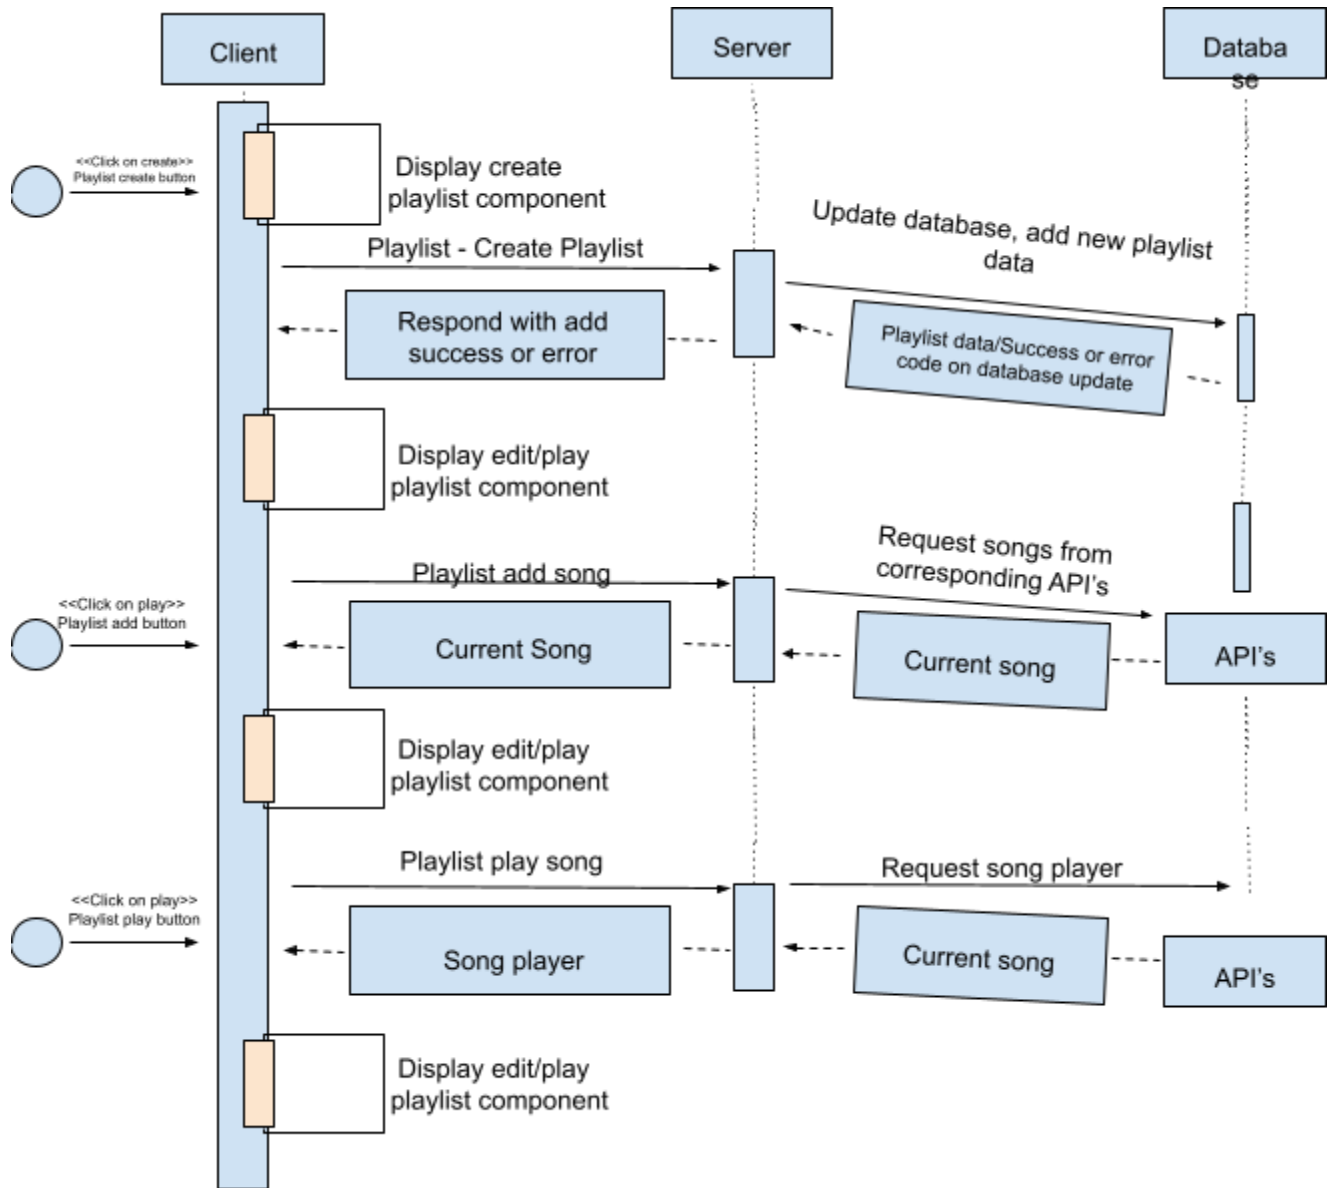 Client
Server
Databa
se
<<Click on create>>
Playlist create button
Display create
playlist component
Playlist - Create Playlist
Update database, add new playlist
data
Respond with add
success or error
Playlist data/Success or error
code on database update
Display edit/play
playlist component
<<Click on play>>
Playlist add button
Playlist add song
Request songs from
corresponding API's
Current Song
Current song
API's
Display edit/play
playlist component
<<Click on play>>
Playlist play button
Playlist play song
Request song player
Song player
Current song
API's
Display edit/play
playlist component